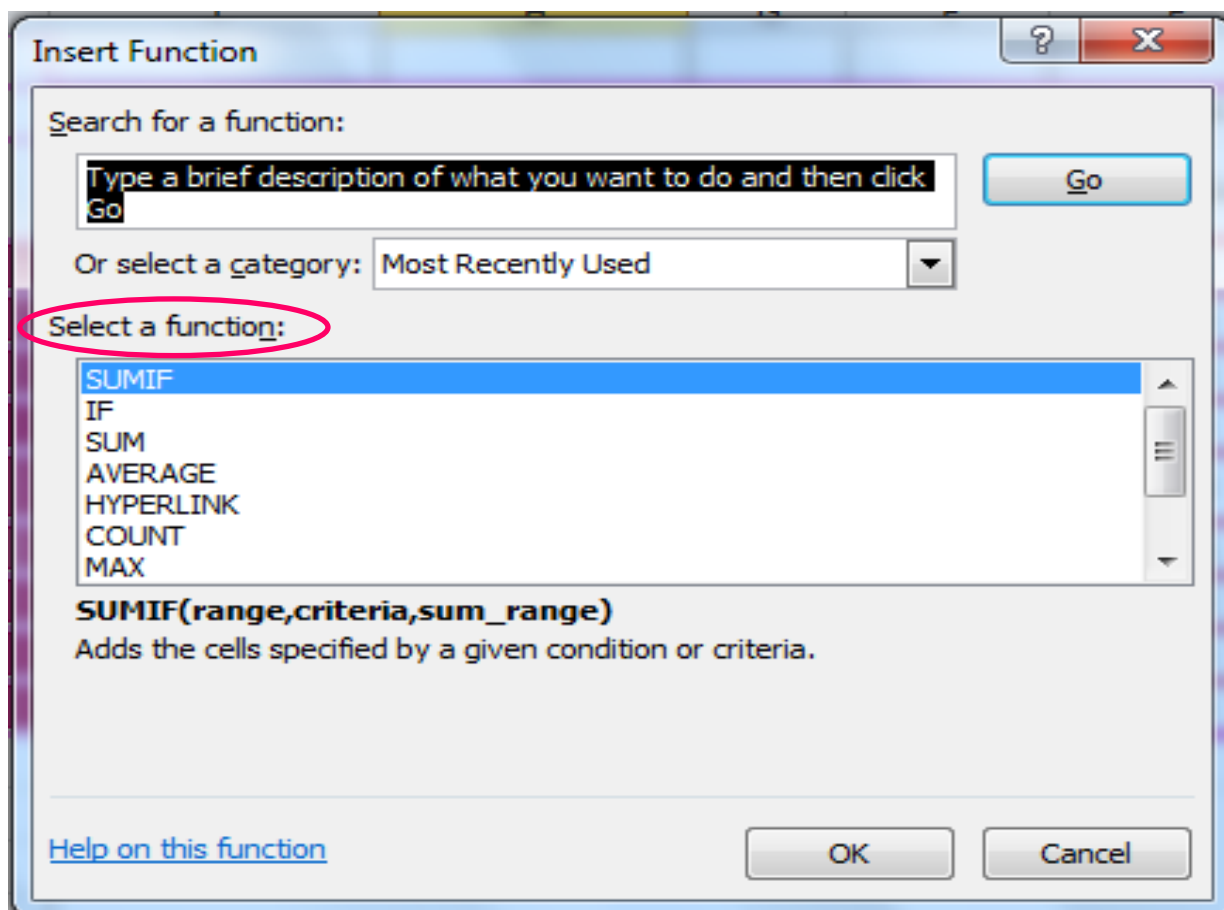 Insert Function
Search for a function:
Type a brief description of what you want to do and then click
Go
Go
Or select a category: Most Recently Used
Select a function:
SUMIF
IF
SUM
AVERAGE
HYPERLINK
COUNT
MAX
SUMIF(range,criteria,sum_range)
Adds the cells specified by a given condition or criteria.
Help on this function
OK
Cancel